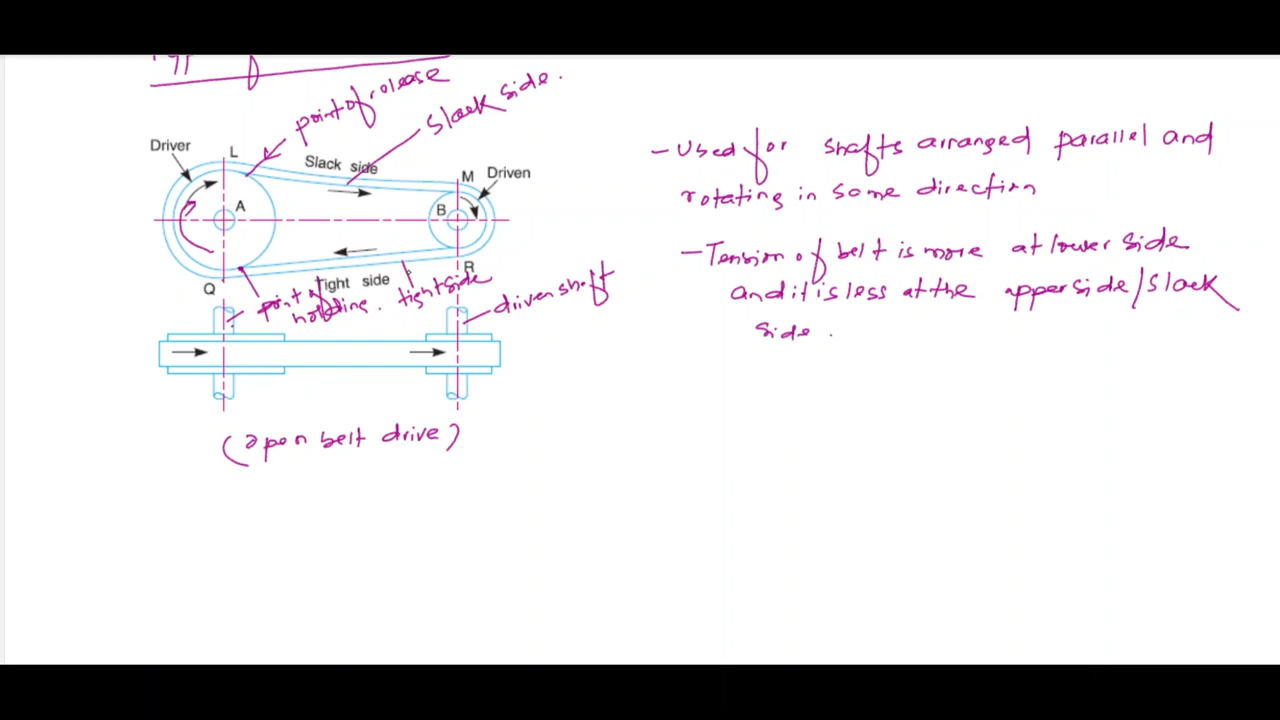 point of release
slack side.
Driver
L
Slack side
M Driven
A
B
R
Q
Tight side
point of
holding.
tight side
driven shaft
(open belt drive)
- Used for shafts arranged parallel and
rotating in same direction
- Tension of belt is more at lower side
and it is less at the upper side/slack
side.